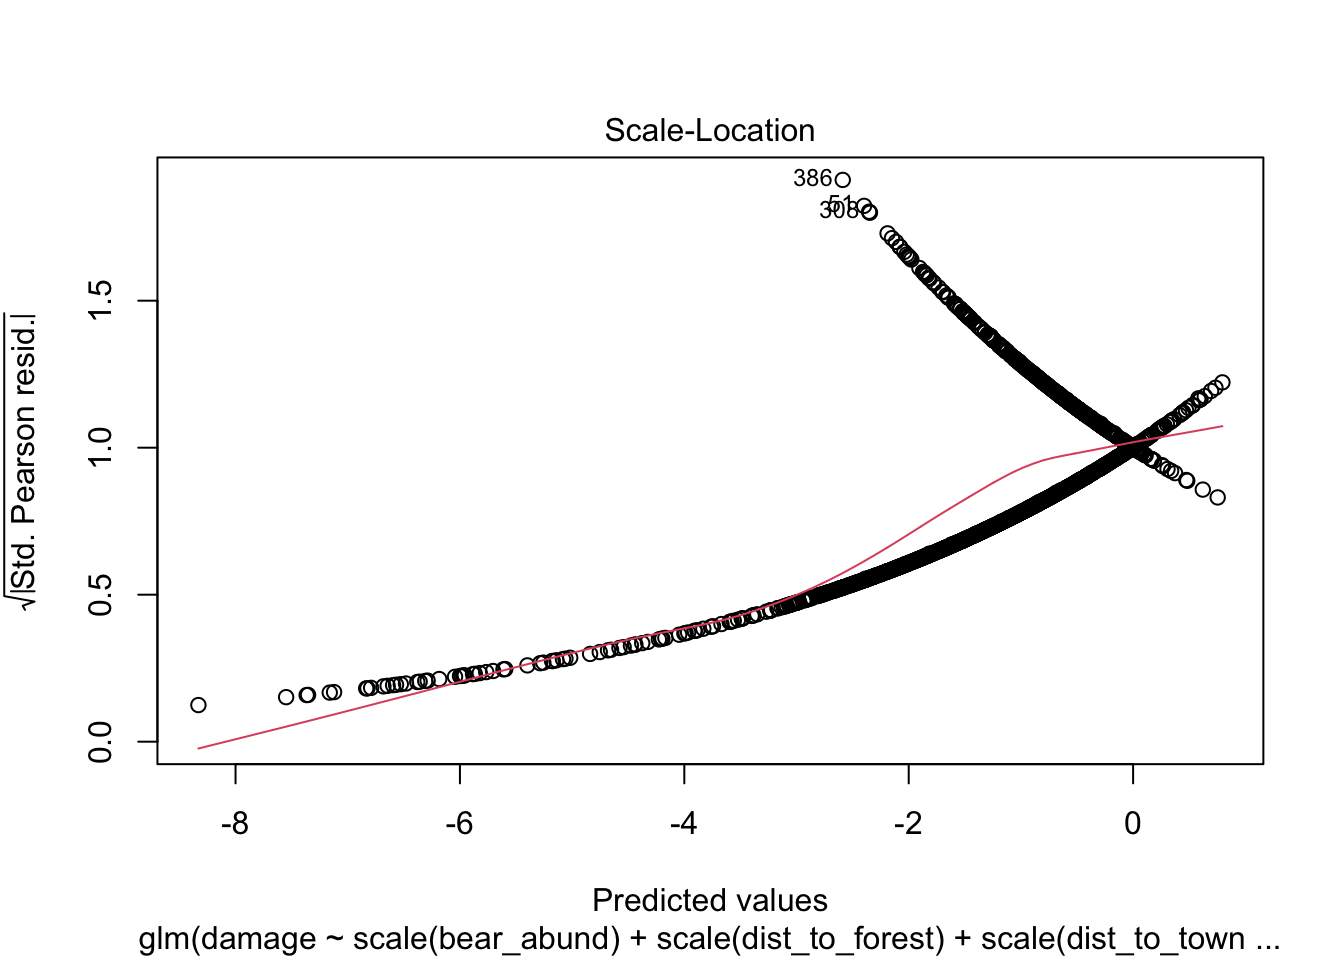 Scale-Location
386
51
308
1.5
1.0
0.5
0.0
√|Std. Pearson resid.|
-8 -6 -4 -2 0
Predicted values
glm(damage ~ scale(bear_abund) + scale(dist_to_forest) + scale(dist_to_town ...